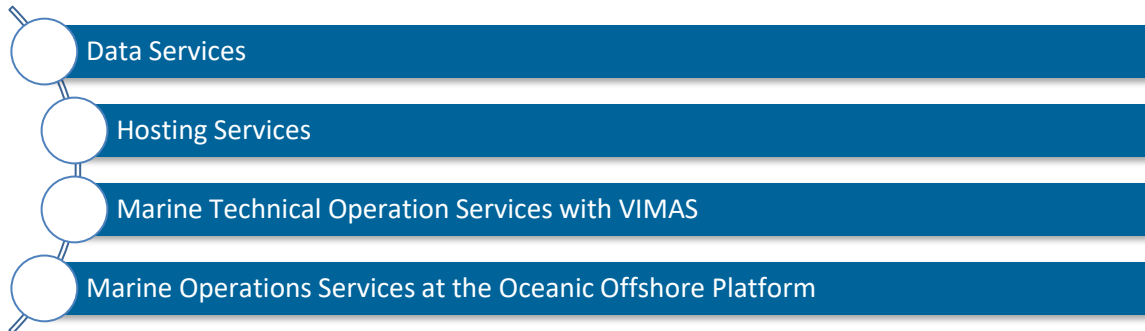 Data Services
Hosting Services
Marine Technical Operation Services with VIMAS
Marine Operations Services at the Oceanic Offshore Platform